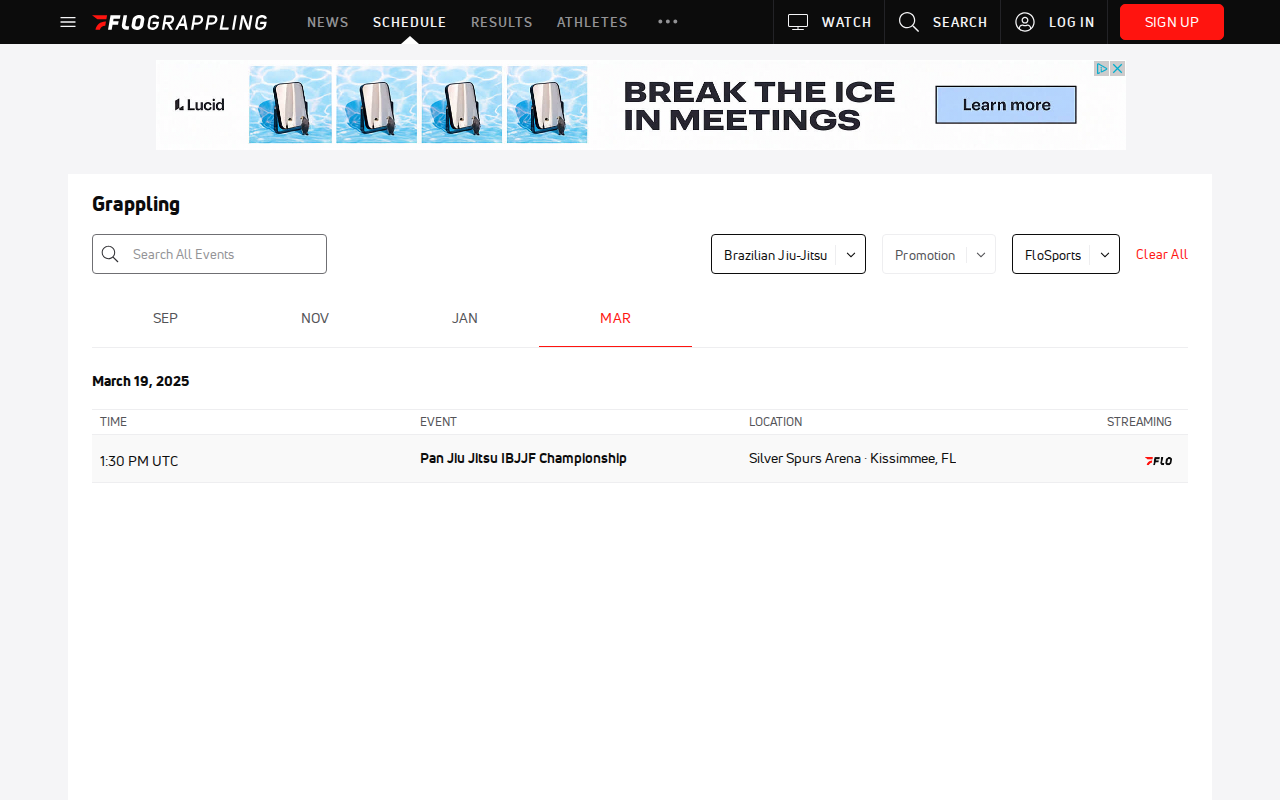 FLOGRAPPLING
NEWS
SCHEDULE
RESULTS
ATHLETES
WATCH
SEARCH
LOG IN
SIGN UP
Lucid
BREAK THE ICE
IN MEETINGS
Learn more
Grappling
Search All Events
Brazilian Jiu-Jitsu
Promotion
FloSports
Clear All
SEP
NOV
JAN
MAR
March 19, 2025
TIME
EVENT
LOCATION
STREAMING
1:30 PM UTC
Pan Jiu Jitsu IBJJF Championship
Silver Spurs Arena · Kissimmee, FL
FLO